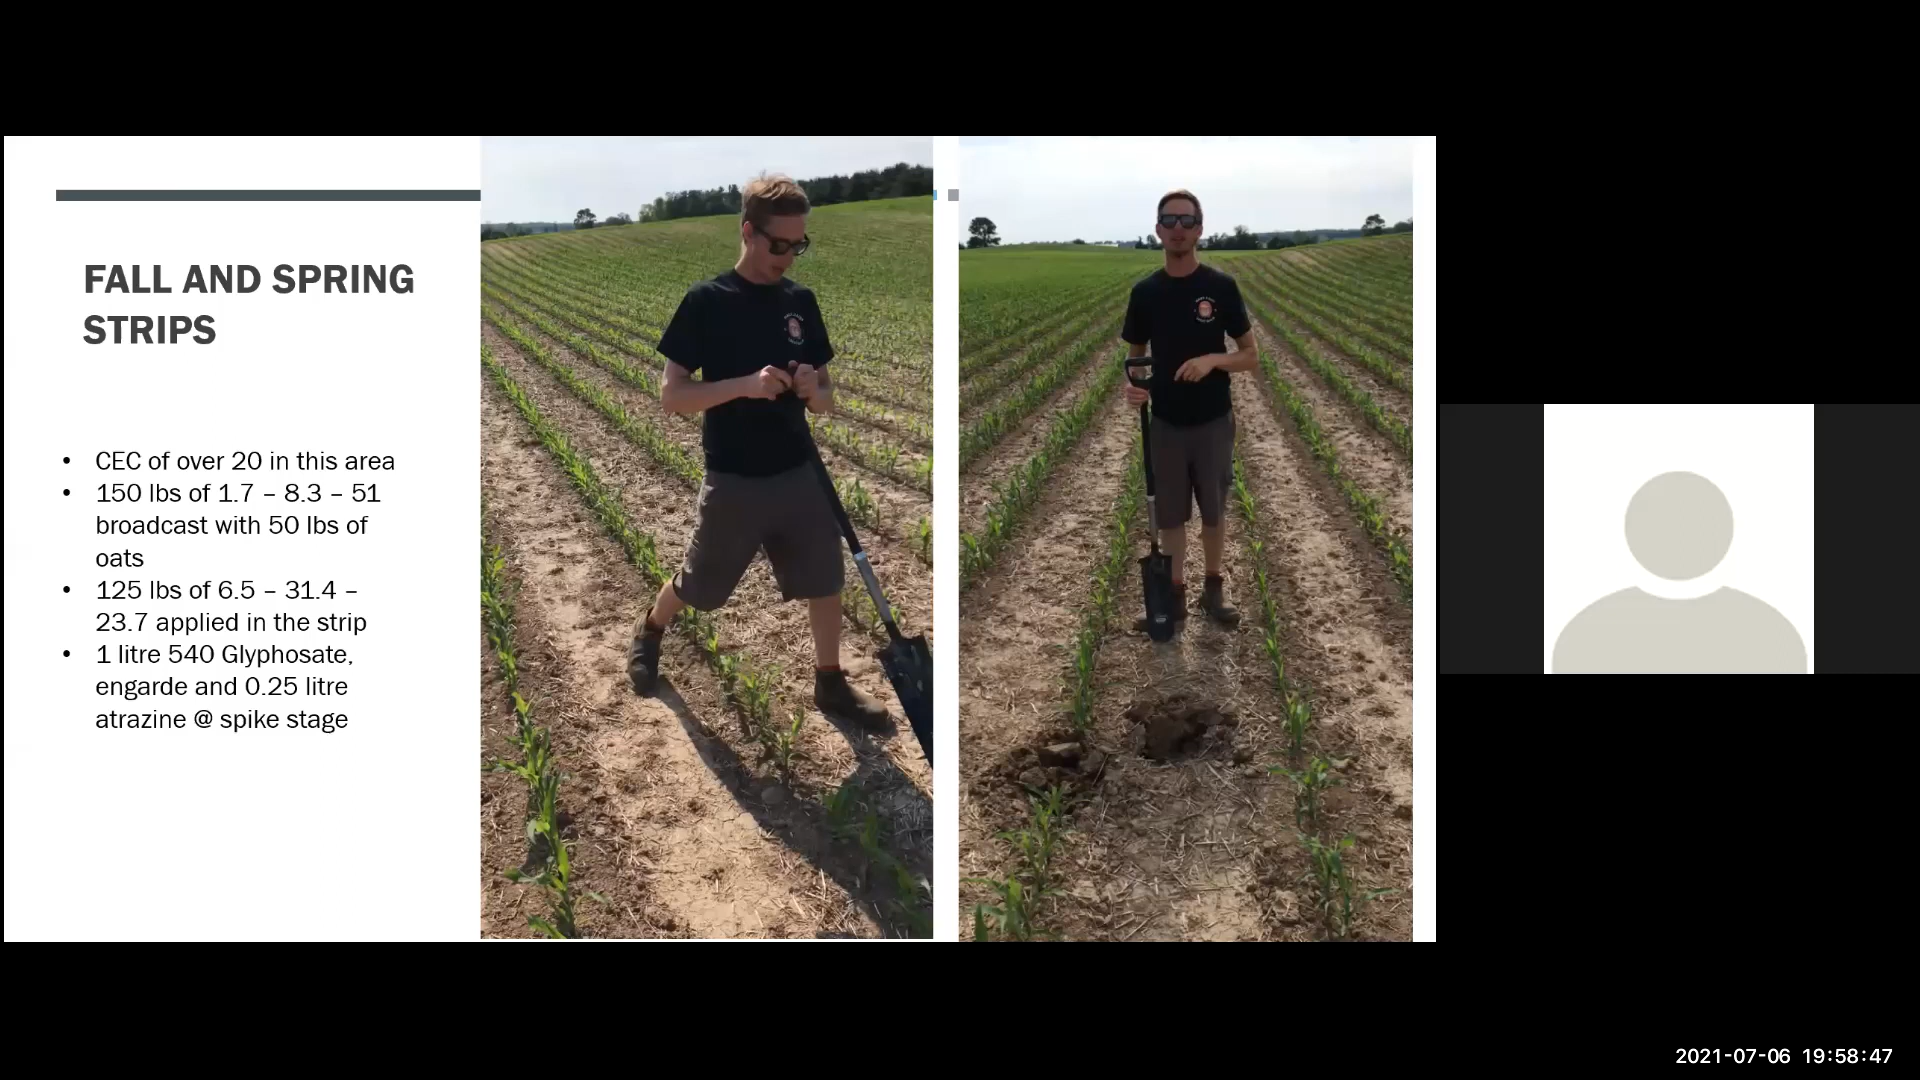 FALL AND SPRING
STRIPS
• CEC of over 20 in this area
• 150 lbs of 1.7 – 8.3 – 51
broadcast with 50 lbs of
oats
• 125 lbs of 6.5 – 31.4 –
23.7 applied in the strip
• 1 litre 540 Glyphosate,
engarde and 0.25 litre
atrazine @ spike stage
2021-07-06 19:58:47